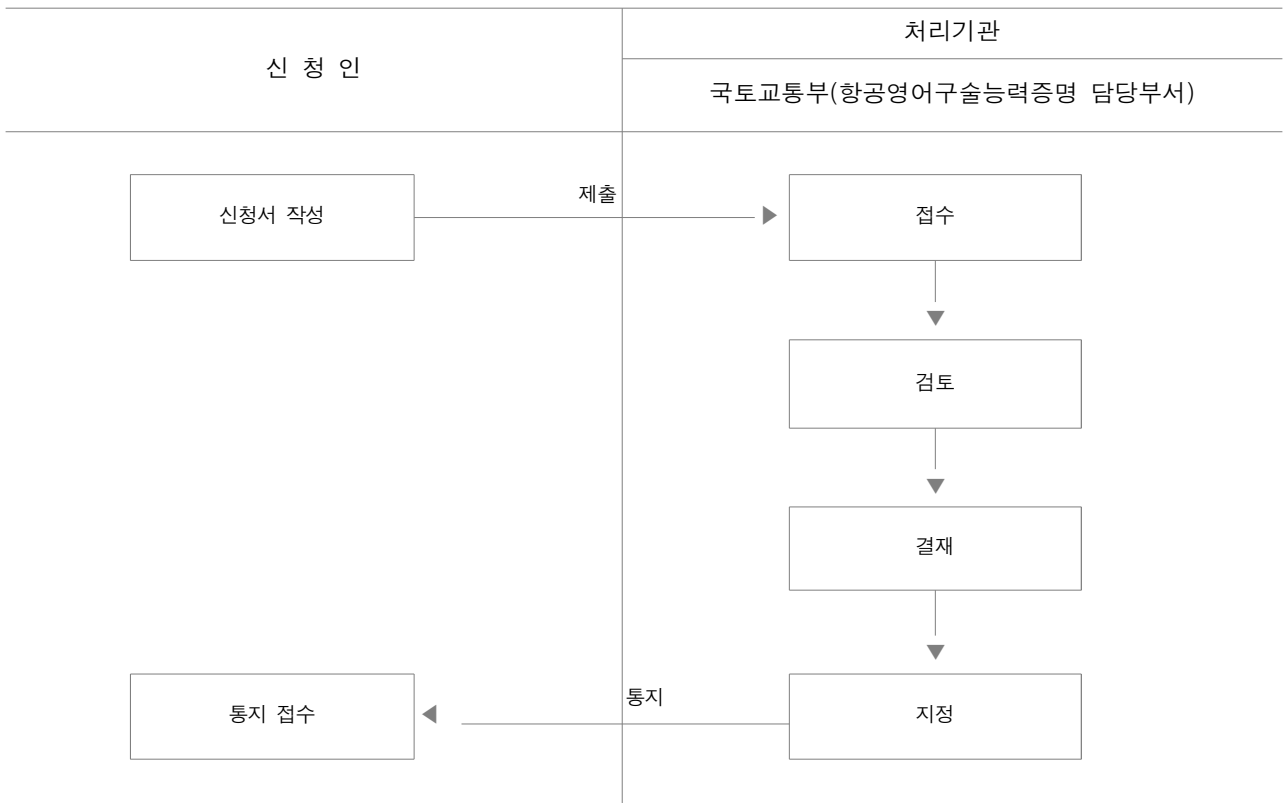 신 청 인
처리기관
국토교통부(항공영어구술능력증명 담당부서)
신청서 작성
제출
접수
검토
결재
통지 접수
통지
지정